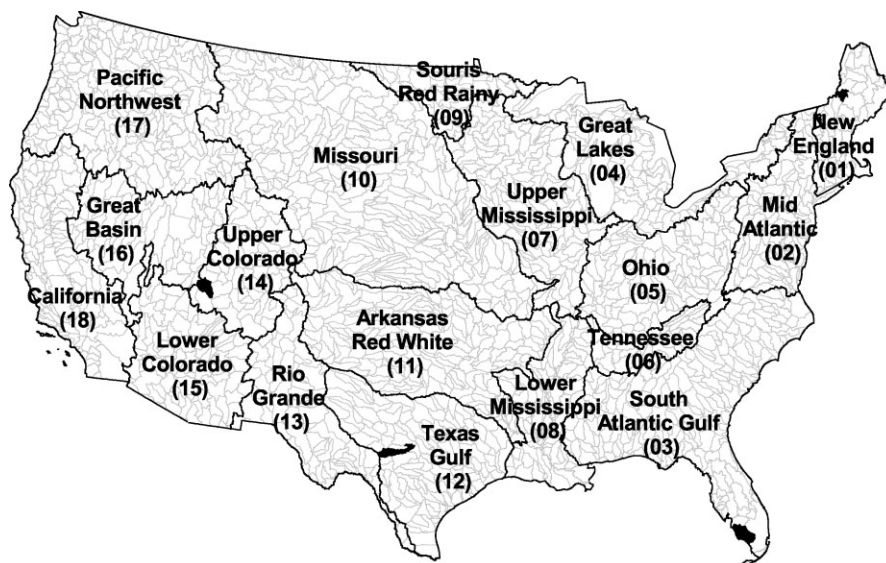 Pacific
Northwest
(17)
Souris
Red Rainy
(09)
Missouri
(10)
Great
Lakes
(04)
New
England
(01)
Upper
Mississippi
(07)
Mid
Atlantic
(02)
Great
Basin
(16)
Upper
Colorado
(14)
Ohio
(05)
California
(18)
Lower
Colorado
(15)
Arkansas
Red White
(11)
Tennessee
(06)
Rio
Grande
(13)
Lower
Mississippi
(08)
South
Atlantic Gulf
(03)
Texas
Gulf
(12)